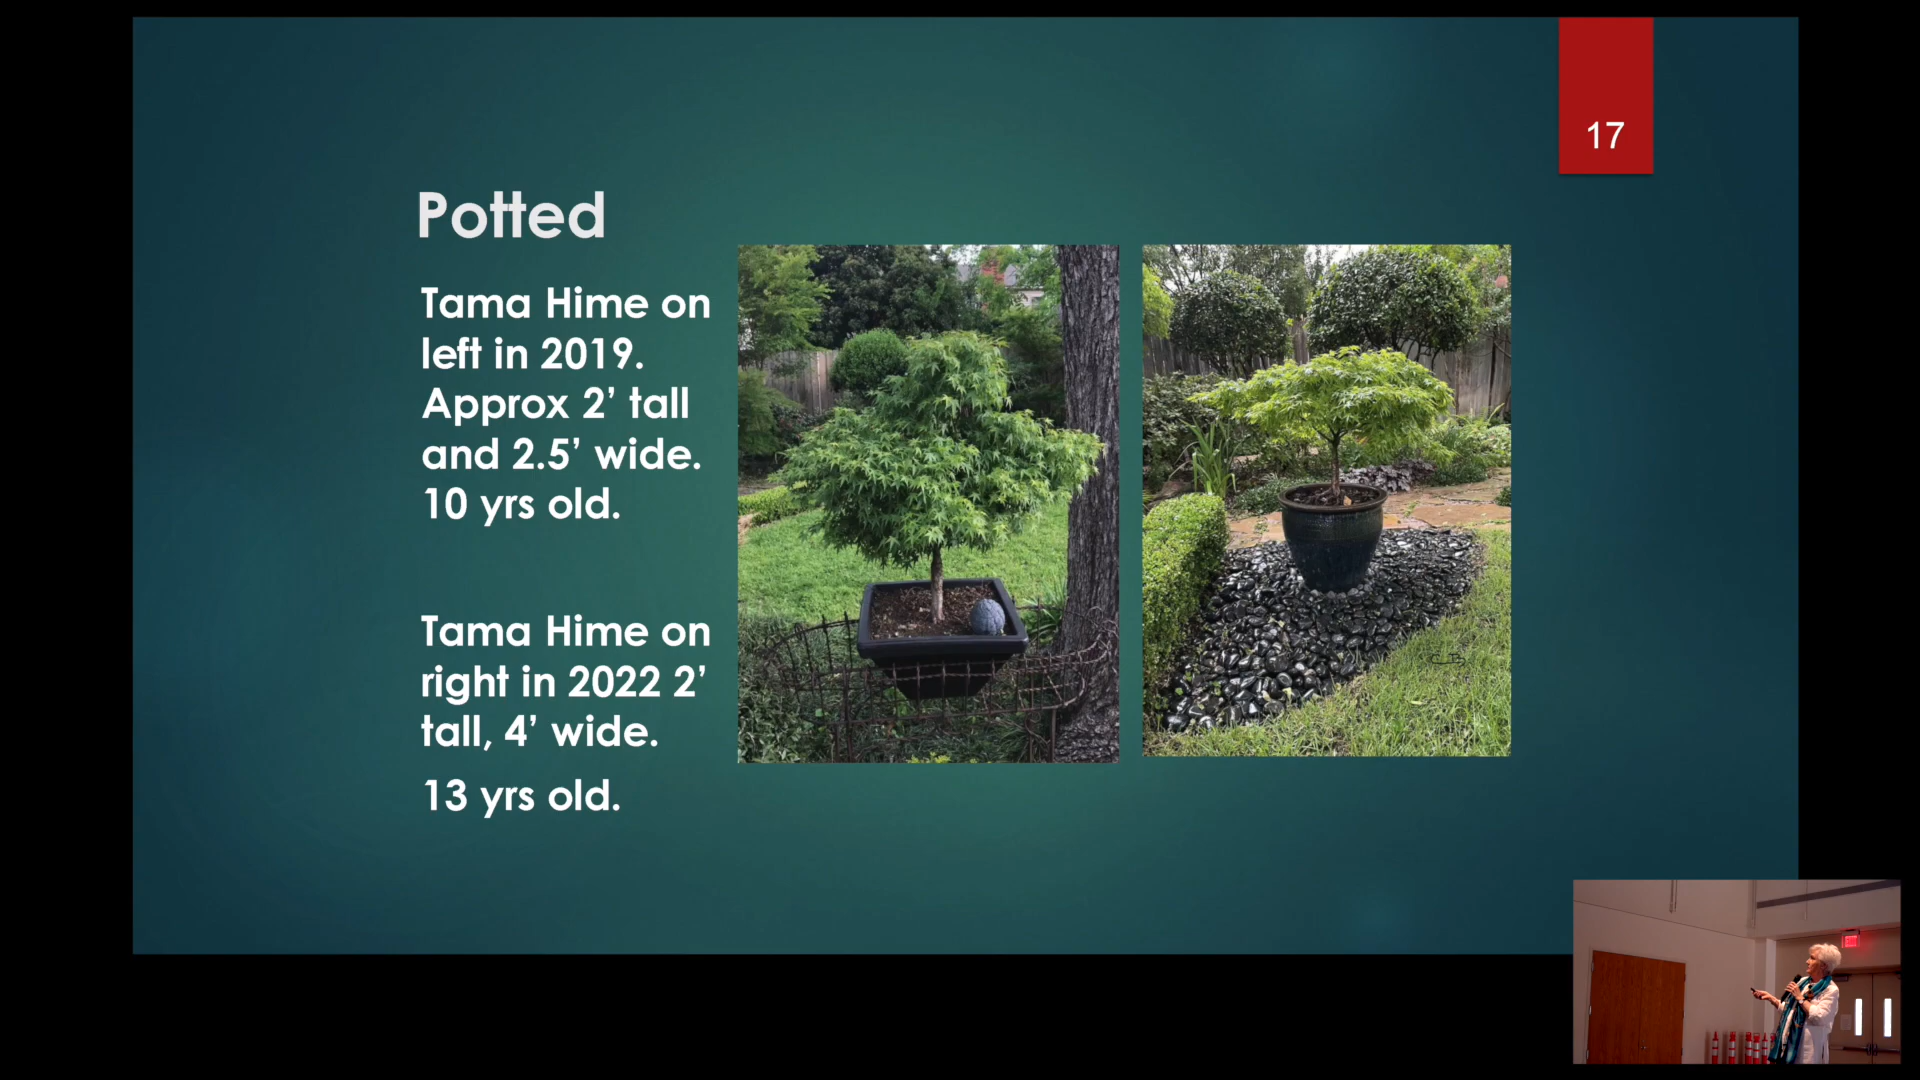 17
Potted
Tama Hime on
left in 2019.
Approx 2’ tall
and 2.5’ wide.
10 yrs old.
Tama Hime on
right in 2022 2’
tall, 4’ wide.
13 yrs old.